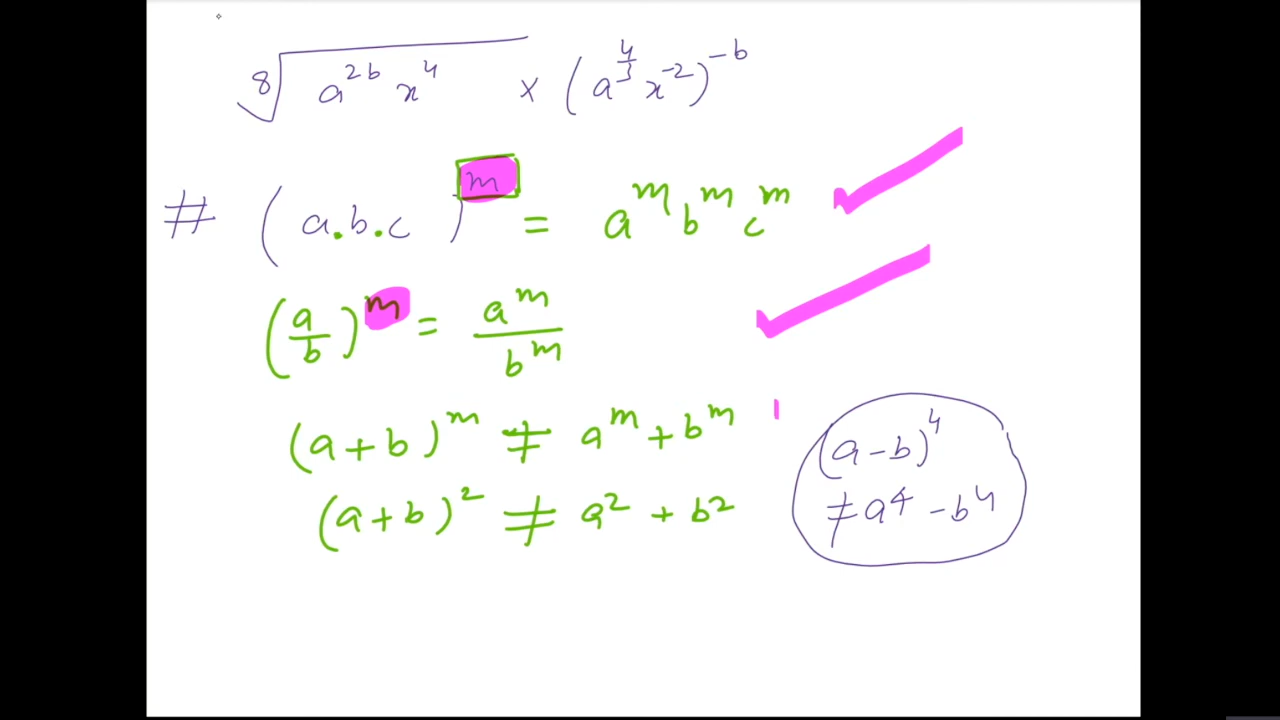 ⁸√(a^{2b} x^4) × (a^{4/3} x^{-2})^{-b}
# (a.b.c)^m = a^m b^m c^m
(a/b)^m = a^m / b^m
(a+b)^m ≠ a^m + b^m
(a+b)^2 ≠ a^2 + b^2
(a-b)^4
≠ a^4 - b^4